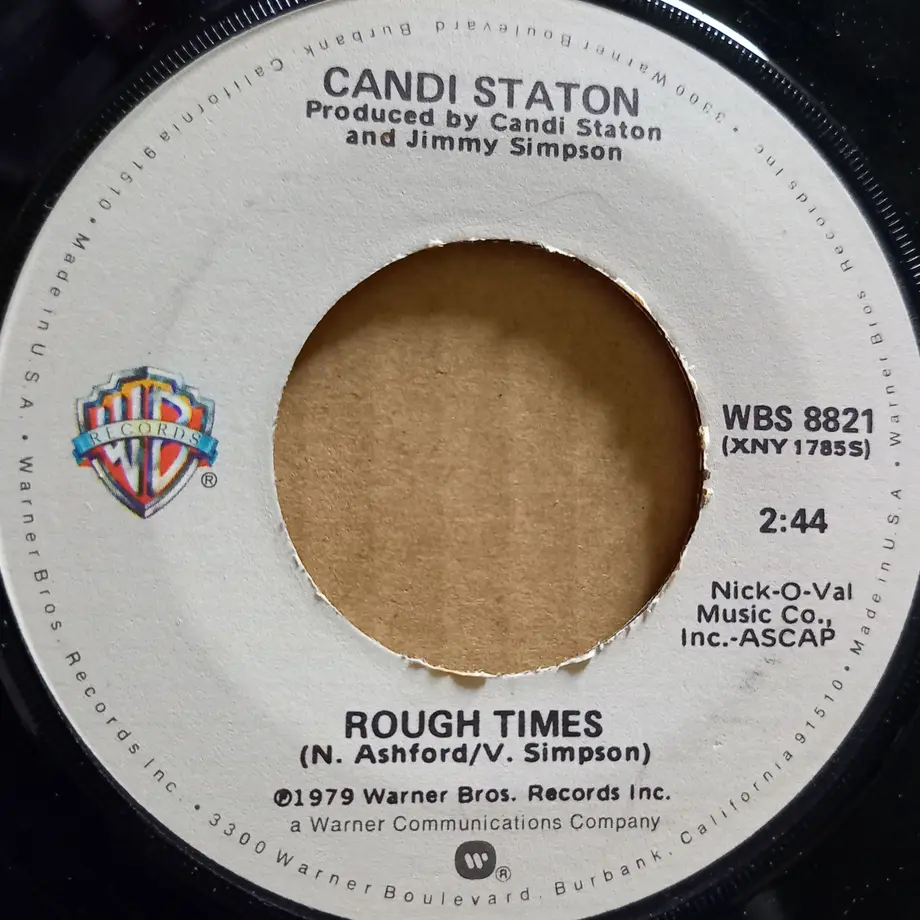 CANDI STATON
Produced by Candi Staton
and Jimmy Simpson
WB
RECORDS
®
WBS 8821
(XNY 1785S)
2:44
Nick-O-Val
Music Co.,
Inc.-ASCAP
ROUGH TIMES
(N. Ashford/V. Simpson)
℗1979 Warner Bros. Records Inc.
a Warner Communications Company
W ®
Warner Bros. Records Inc. • 3300 Warner Boulevard, Burbank, California 91510 • Made in U.S.A. • Warner Bros. Records Inc. • 3300 Warner Boulevard, Burbank, California 91510 • Made in U.S.A. •